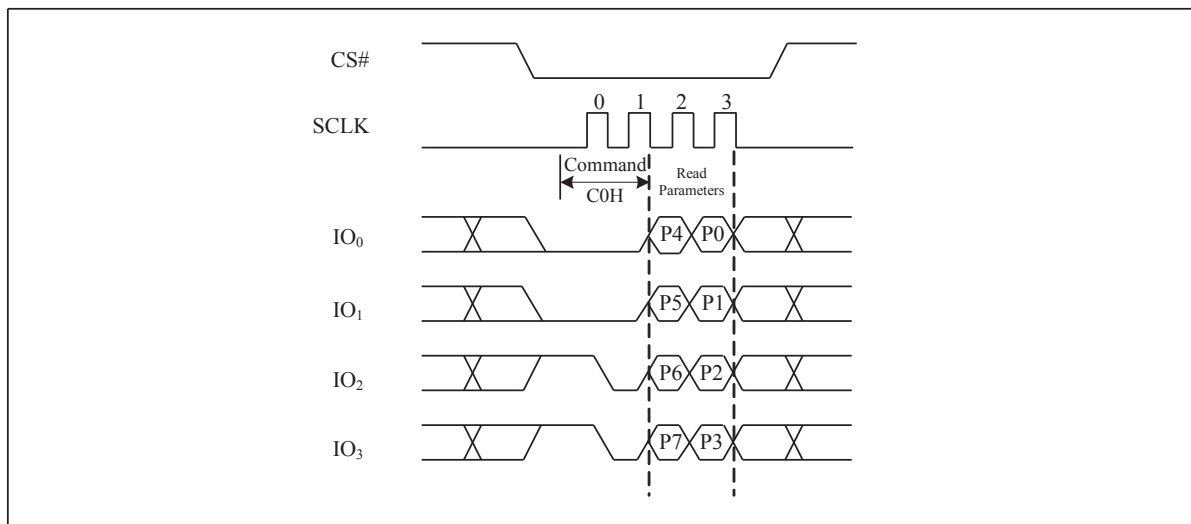 CS#
0 1 2 3
SCLK
Command
C0H
Read
Parameters
IO₀ P4 P0
IO₁ P5 P1
IO₂ P6 P2
IO₃ P7 P3